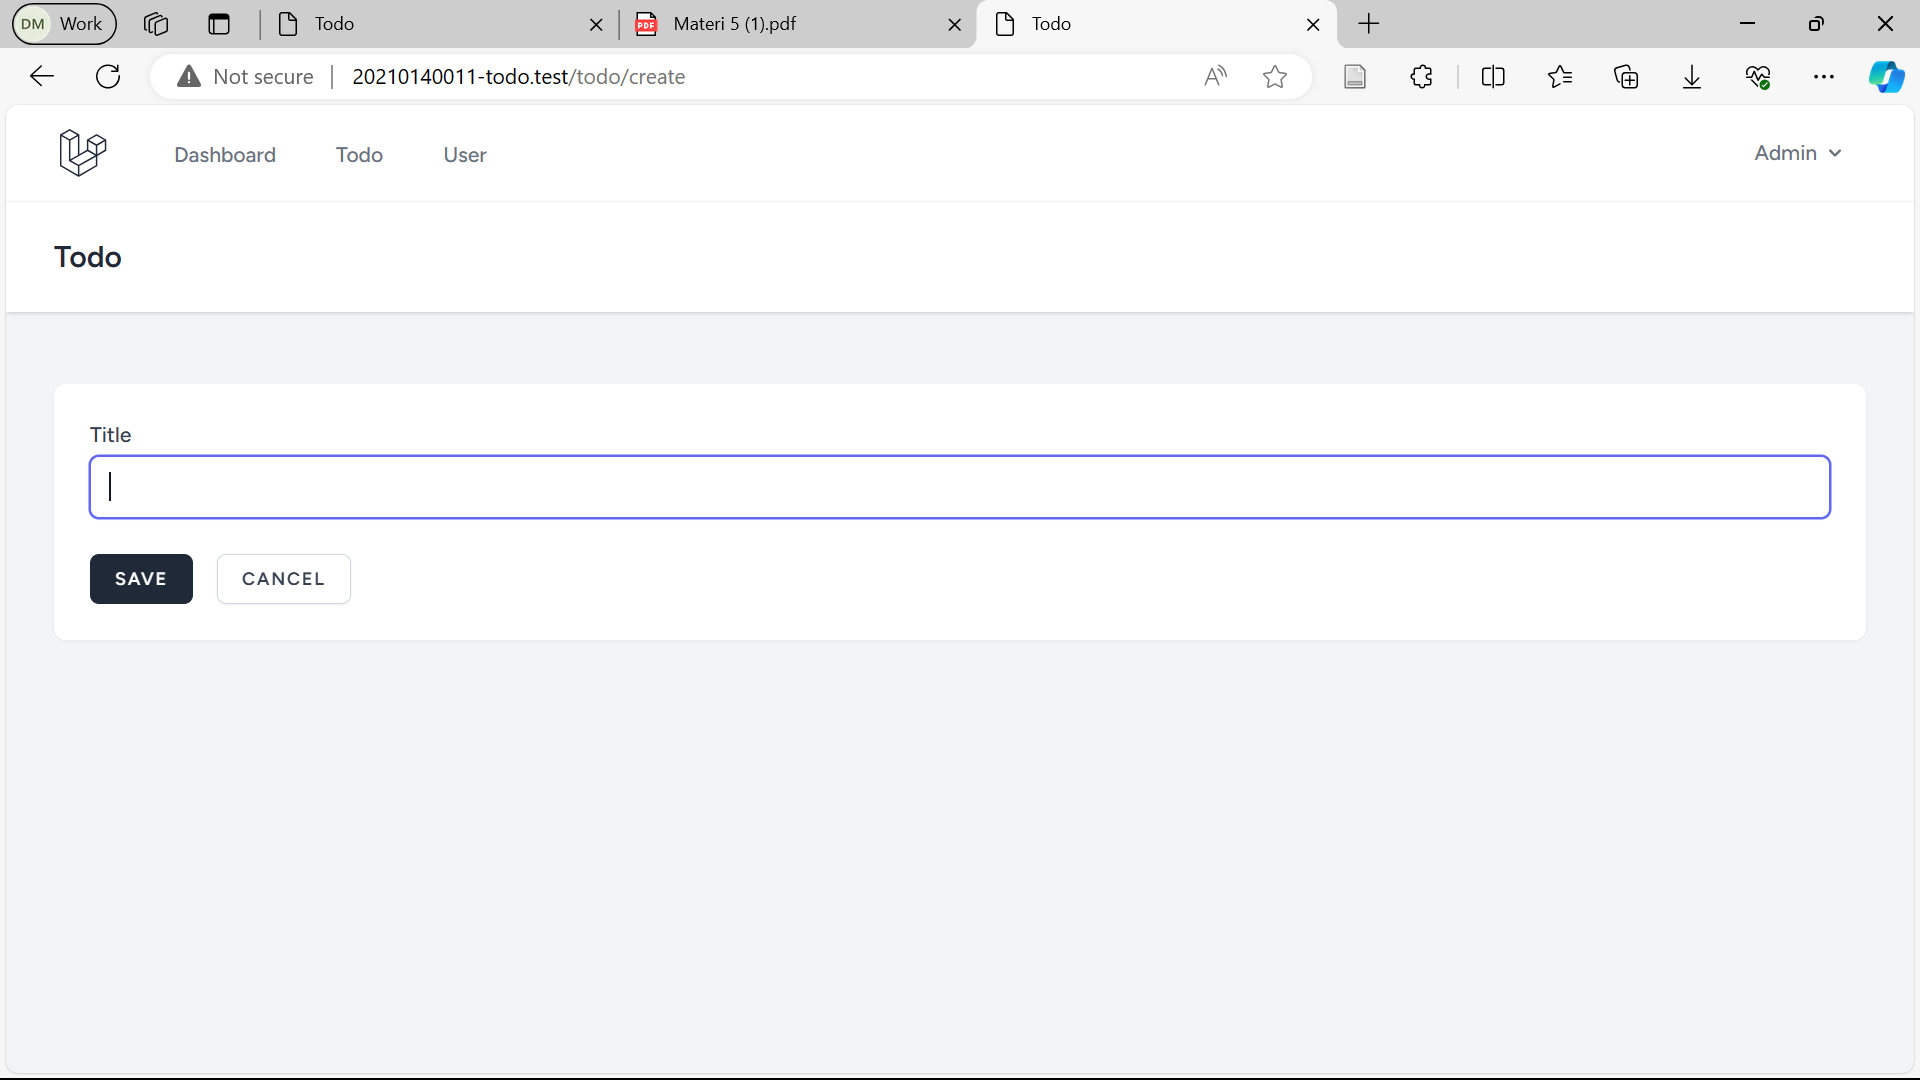 DM Work Todo Materi 5 (1).pdf Todo
Not secure 20210140011-todo.test/todo/create
Dashboard Todo User Admin
Todo
Title
SAVE CANCEL